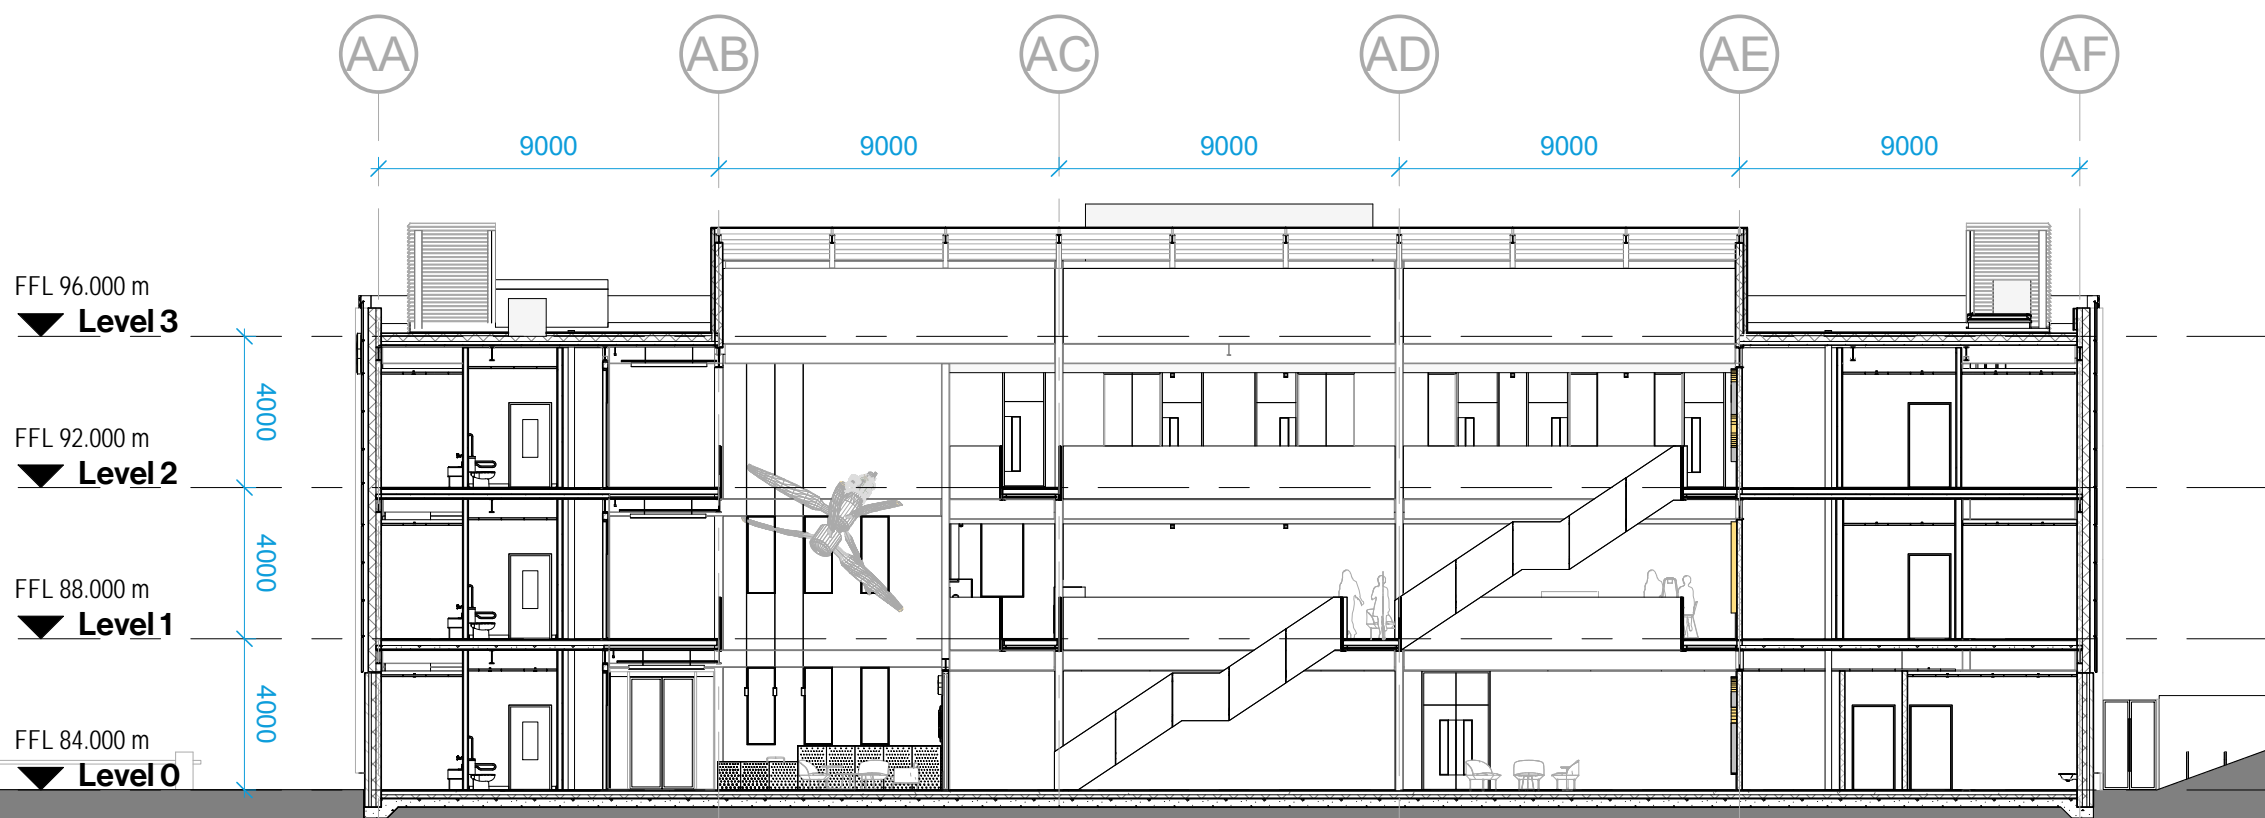 AA AB AC AD AE AF
9000 9000 9000 9000 9000
FFL 96.000 m
Level 3
4000
FFL 92.000 m
Level 2
4000
FFL 88.000 m
Level 1
4000
FFL 84.000 m
Level 0